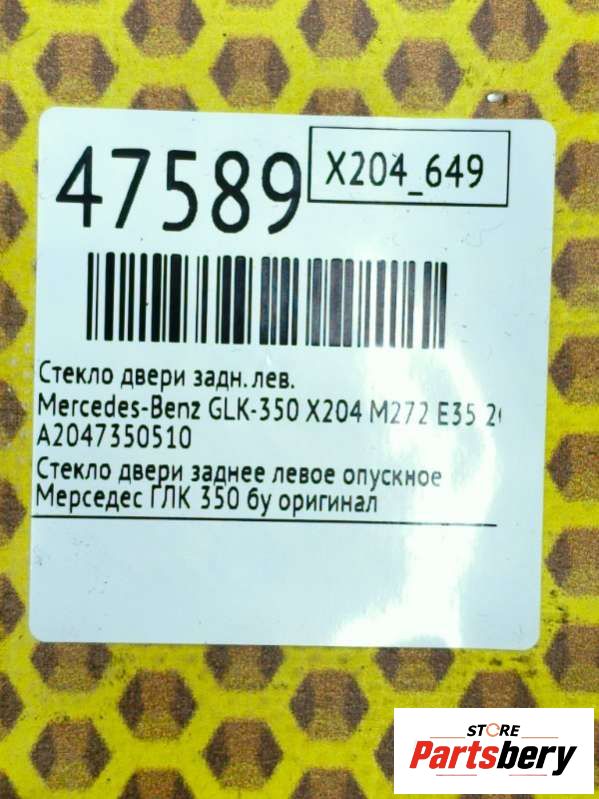 47589
X204_649
Стекло двери задн. лев.
Mercedes-Benz GLK-350 X204 M272 E35
A2047350510
Стекло двери заднее левое опускное
Мерседес ГЛК 350 бу оригинал
STORE
Partsbery